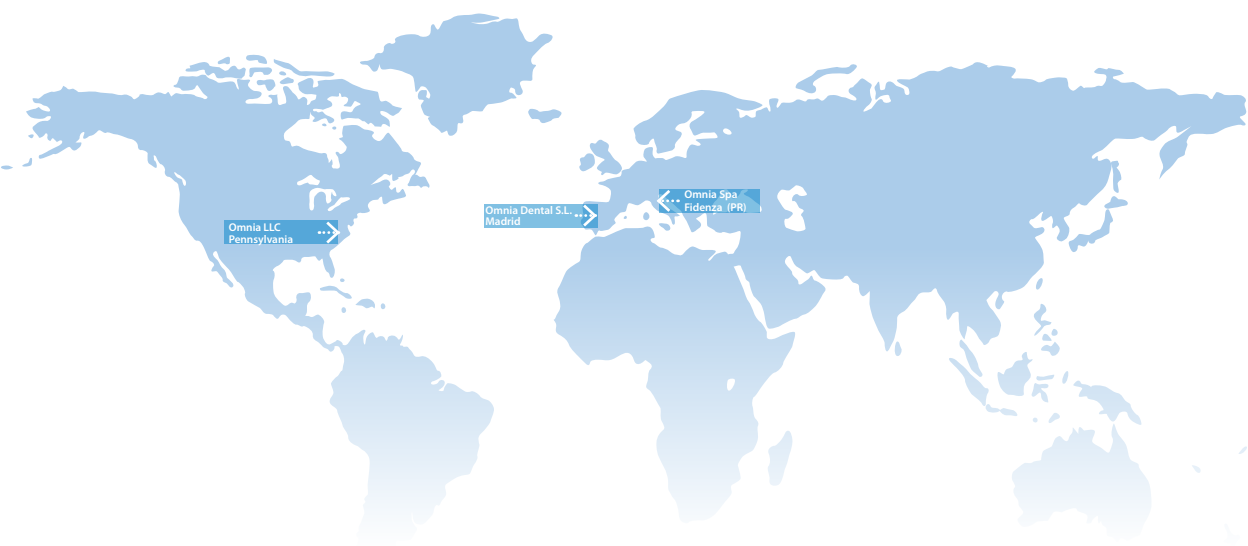 Omnia LLC
Pennsylvania
Omnia Dental S.L.
Madrid
Omnia Spa
Fidenza (PR)